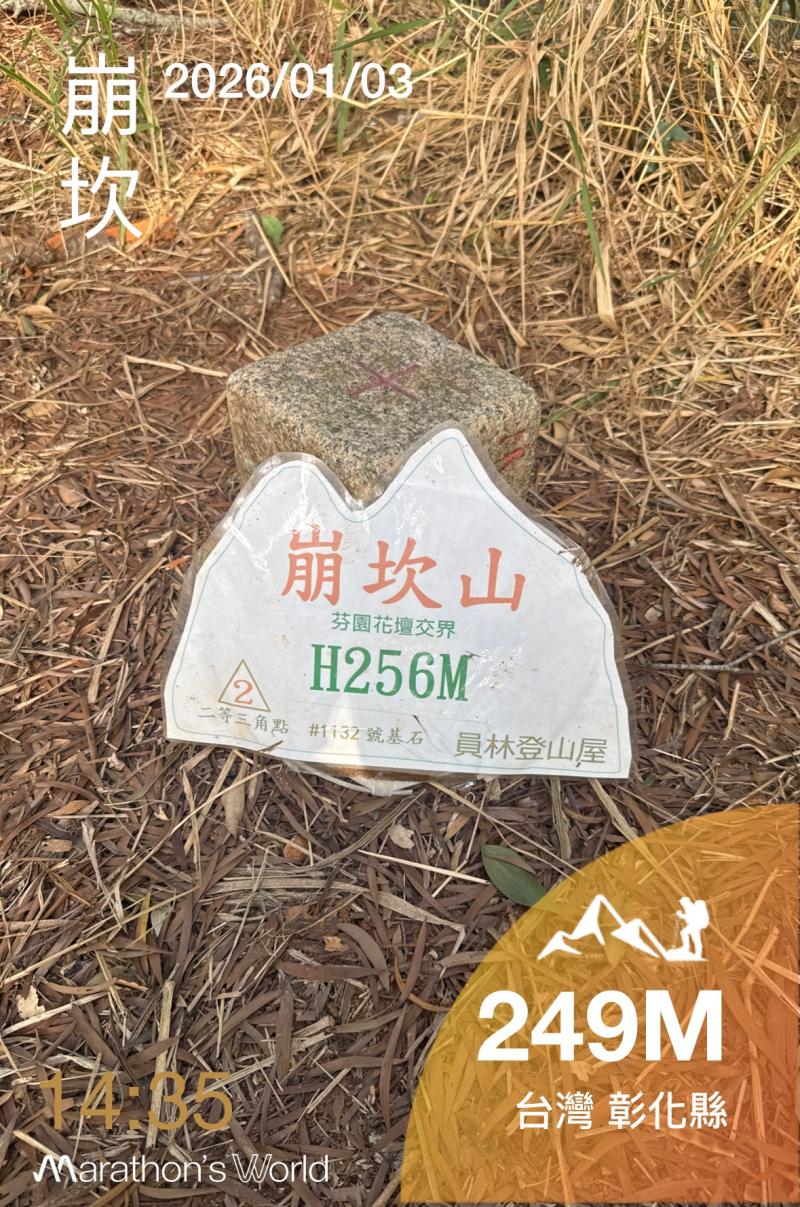 崩坎
2026/01/03
崩坎山
芬園花壇交界
H256M
2
二等三角點 #1132 號基石 員林登山屋
249M
台灣 彰化縣
14:35
Marathon's World